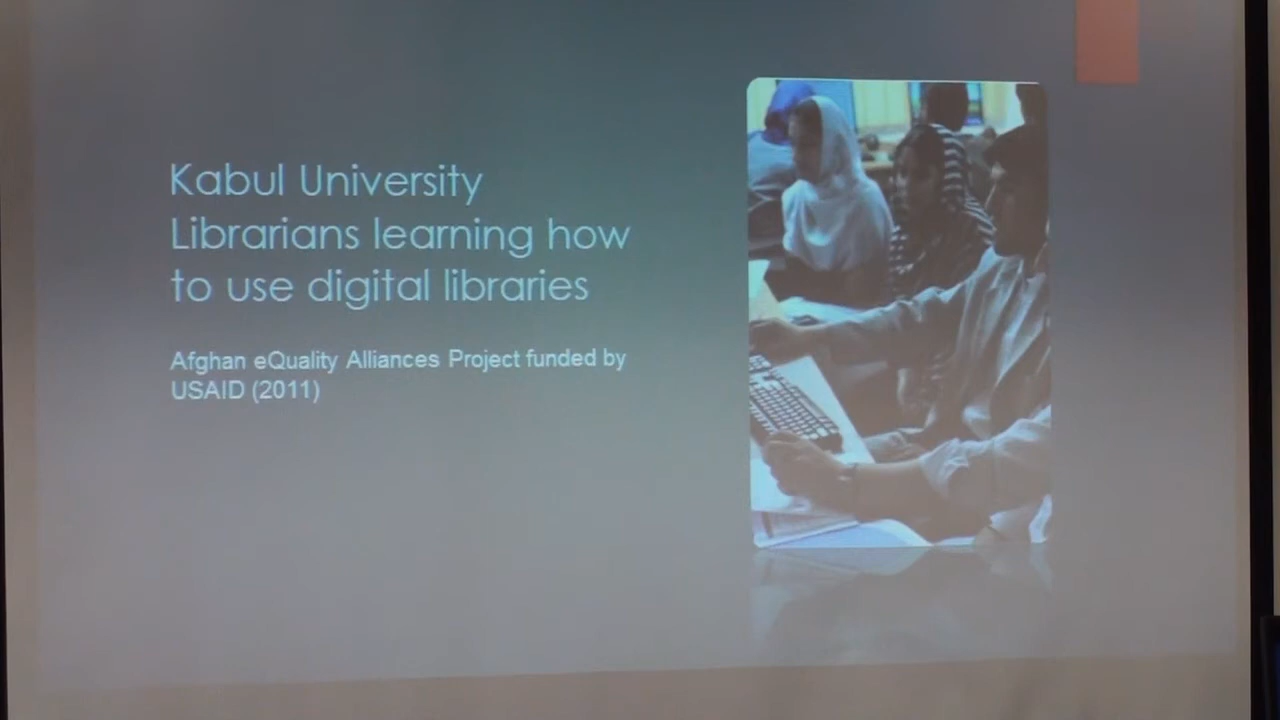 Kabul University
Librarians learning how
to use digital libraries
Afghan eQuality Alliances Project funded by
USAID (2011)